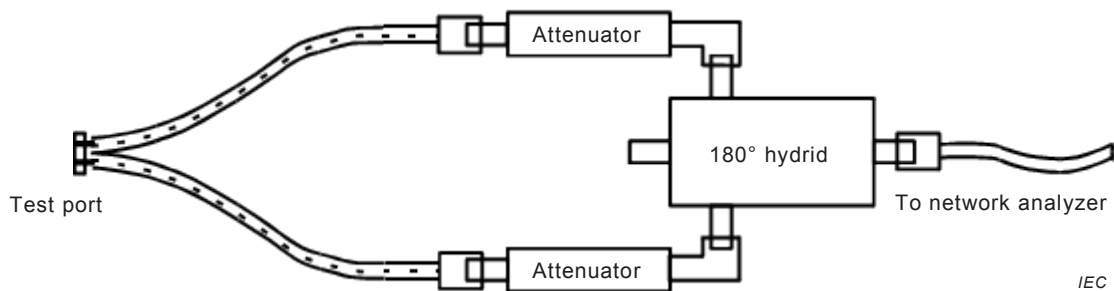 Attenuator
180° hydrid
Test port
To network analyzer
Attenuator
IEC